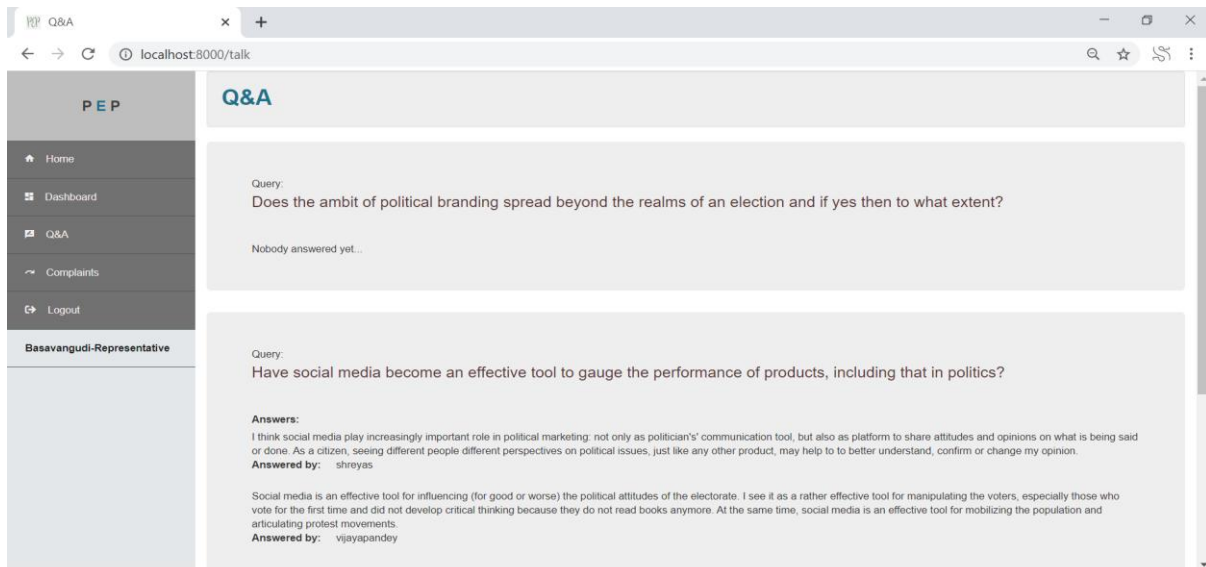 Q&A
localhost:8000/talk
PEP
Q&A
Home
Dashboard
Q&A
Complaints
Logout
Basavangudi-Representative
Query:
Does the ambit of political branding spread beyond the realms of an election and if yes then to what extent?
Nobody answered yet...
Query:
Have social media become an effective tool to gauge the performance of products, including that in politics?
Answers:
I think social media play increasingly important role in political marketing: not only as politician's' communication tool, but also as platform to share attitudes and opinions on what is being said
or done. As a citizen, seeing different people different perspectives on political issues, just like any other product, may help to to better understand, confirm or change my opinion.
Answered by: shreyas
Social media is an effective tool for influencing (for good or worse) the political attitudes of the electorate. I see it as a rather effective tool for manipulating the voters, especially those who
vote for the first time and did not develop critical thinking because they do not read books anymore. At the same time, social media is an effective tool for mobilizing the population and
articulating protest movements.
Answered by: vijayapandey